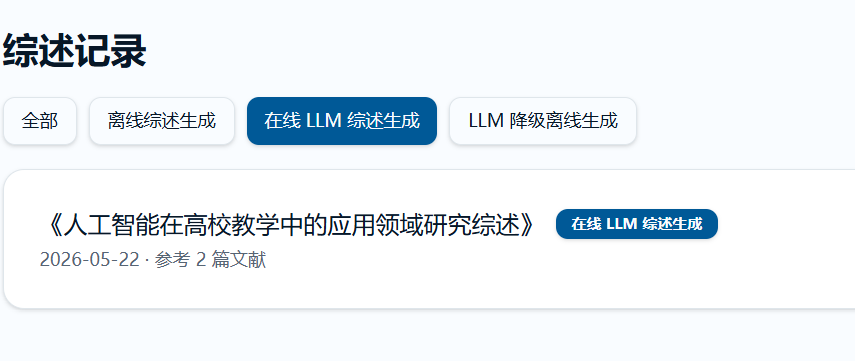 综述记录
全部 离线综述生成 在线 LLM 综述生成 LLM 降级离线生成
《人工智能在高校教学中的应用领域研究综述》 在线 LLM 综述生成
2026-05-22 · 参考 2 篇文献